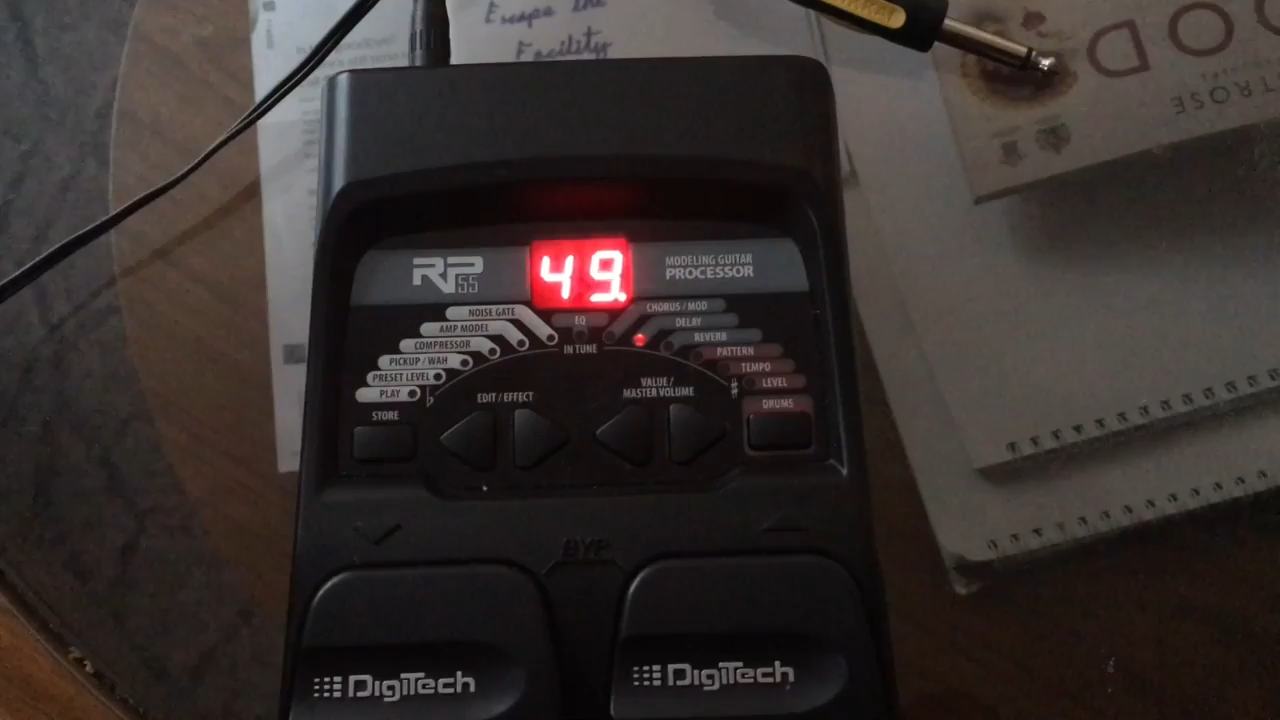 Escape the
Facility
OOD
TROSE
RP55
49.
MODELING GUITAR
PROCESSOR
NOISE GATE
AMP MODEL
COMPRESSOR
PICKUP / WAH
PRESET LEVEL
PLAY
EQ
IN TUNE
CHORUS / MOD
DELAY
REVERB
PATTERN
TEMPO
LEVEL
♭
♯
STORE
EDIT / EFFECT
VALUE /
MASTER VOLUME
DRUMS
BYP
DigiTech
DigiTech